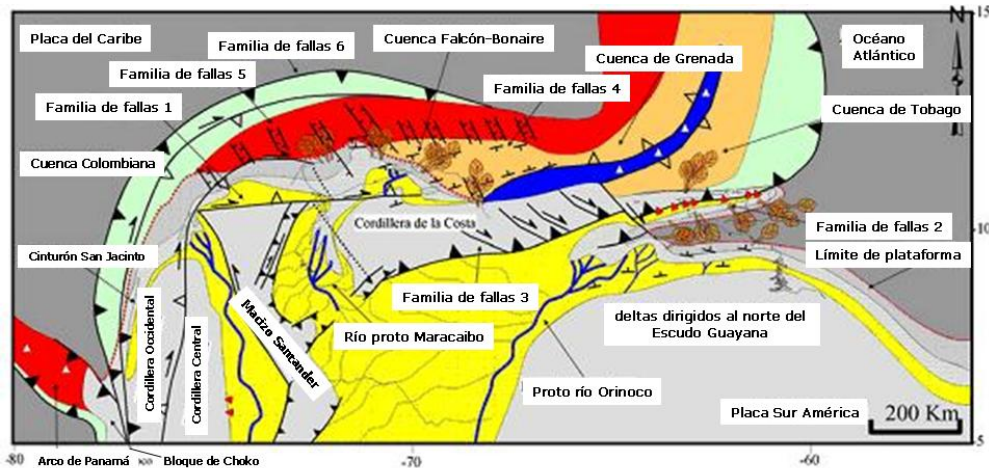 15
N
Placa del Caribe
Familia de fallas 6
Cuenca Falcón-Bonaire
Océano
Atlántico
Cuenca de Grenada
Familia de fallas 5
Familia de fallas 4
Familia de fallas 1
Cuenca de Tobago
Cuenca Colombiana
Cordillera de la Costa
10
Familia de fallas 2
Cinturón San Jacinto
Límite de plataforma
Familia de fallas 3
deltas dirigidos al norte del
Escudo Guayana
Cordillera Occidental
Cordillera Central
Macizo Santander
Río proto Maracaibo
Proto río Orinoco
Placa Sur América
200 Km
5
-80
Arco de Panamá
Bloque de Choko
-70
-60